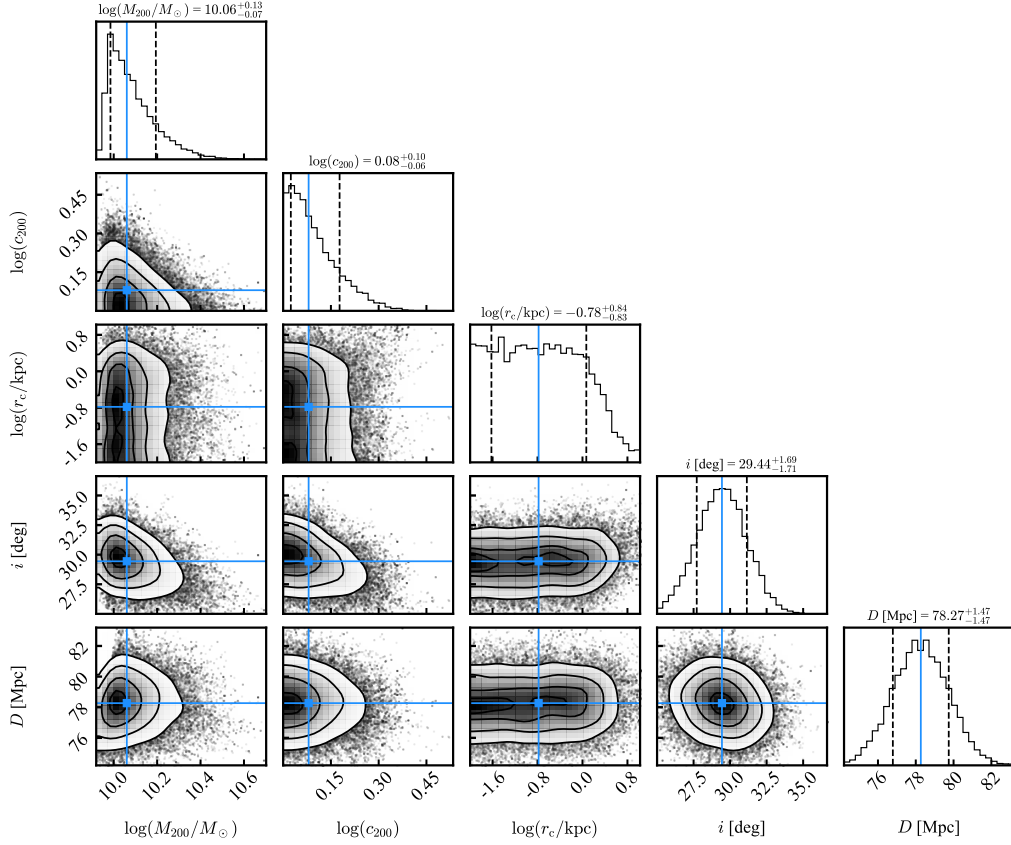 log(M₂₀₀/M⊙) = 10.06 +0.13 −0.07
log(c₂₀₀) = 0.08 +0.10 −0.06
0.45
0.30
0.15
log(c₂₀₀)
log(r_c/kpc) = −0.78 +0.84 −0.83
0.8
0.0
-0.8
-1.6
log(r_c/kpc)
i [deg] = 29.44 +1.69 −1.71
35.0
32.5
30.0
27.5
i [deg]
D [Mpc] = 78.27 +1.47 −1.47
82
80
78
76
D [Mpc]
10.0 10.2 10.4 10.6 0.15 0.30 0.45 -1.6 -0.8 0.0 0.8 27.5 30.0 32.5 35.0 76 78 80 82
log(M₂₀₀/M⊙) log(c₂₀₀) log(r_c/kpc) i [deg] D [Mpc]